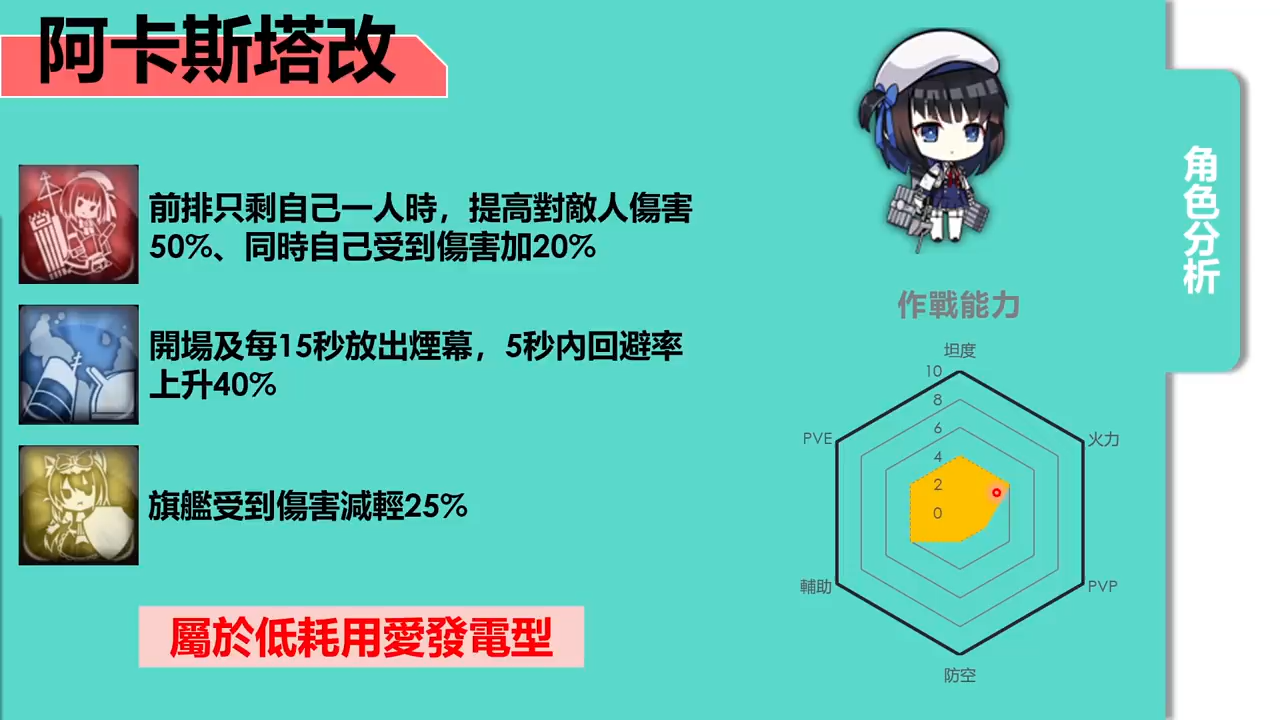 阿卡斯塔改
前排只剩自己一人時，提高對敵人傷害
50%、同時自己受到傷害加20%
開場及每15秒放出煙幕，5秒內回避率
上升40%
旗艦受到傷害減輕25%
屬於低耗用愛發電型
角色分析
作戰能力
坦度
10
8
6
4
2
0
PVE
火力
輔助
PVP
防空